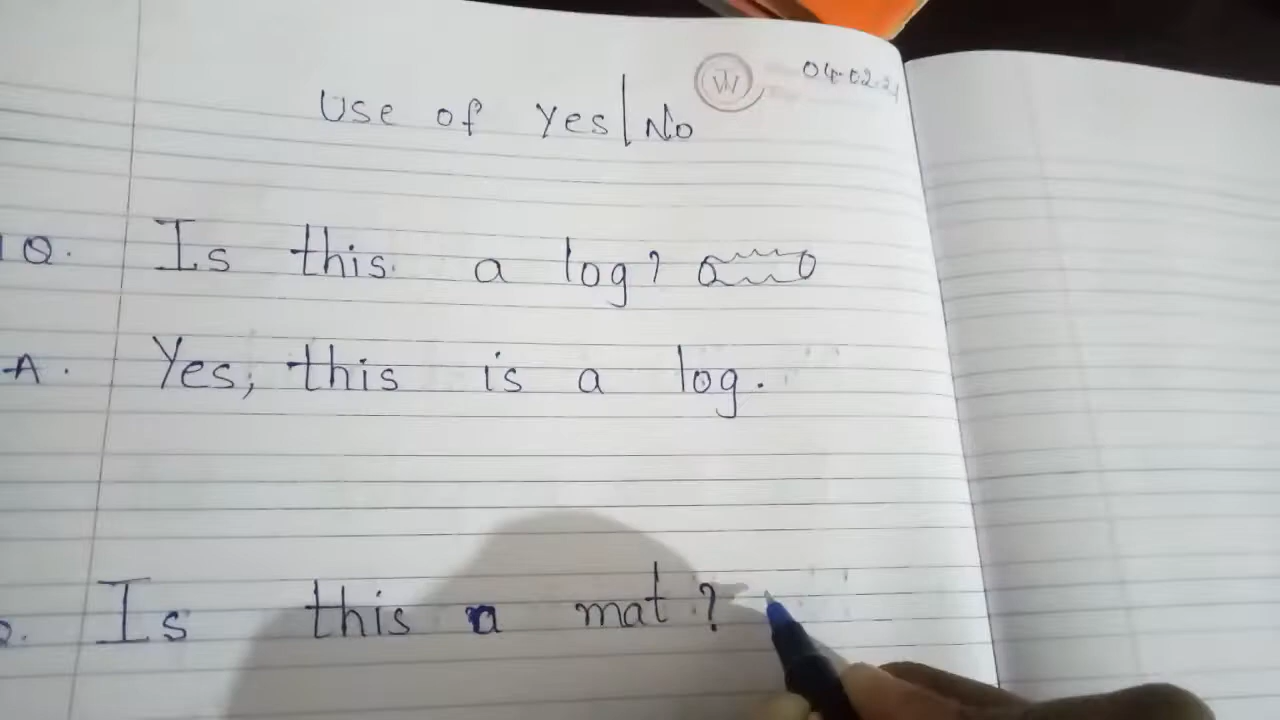 W 04.02.21
Use of Yes/No
Q. Is this a log?
A. Yes, this is a log.
Q. Is this a mat?